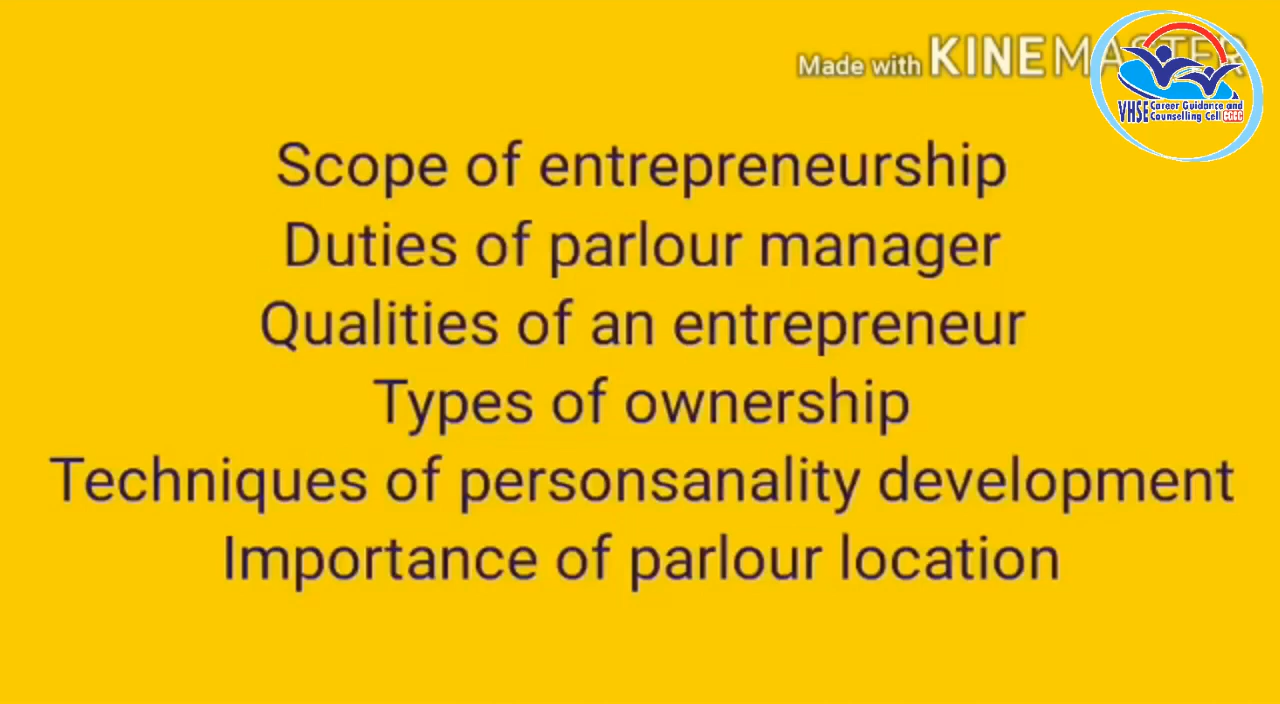 Made with KINEMASTER
VHSE Career Guidance and
Counselling Cell CGCC
Scope of entrepreneurship
Duties of parlour manager
Qualities of an entrepreneur
Types of ownership
Techniques of personsanality development
Importance of parlour location